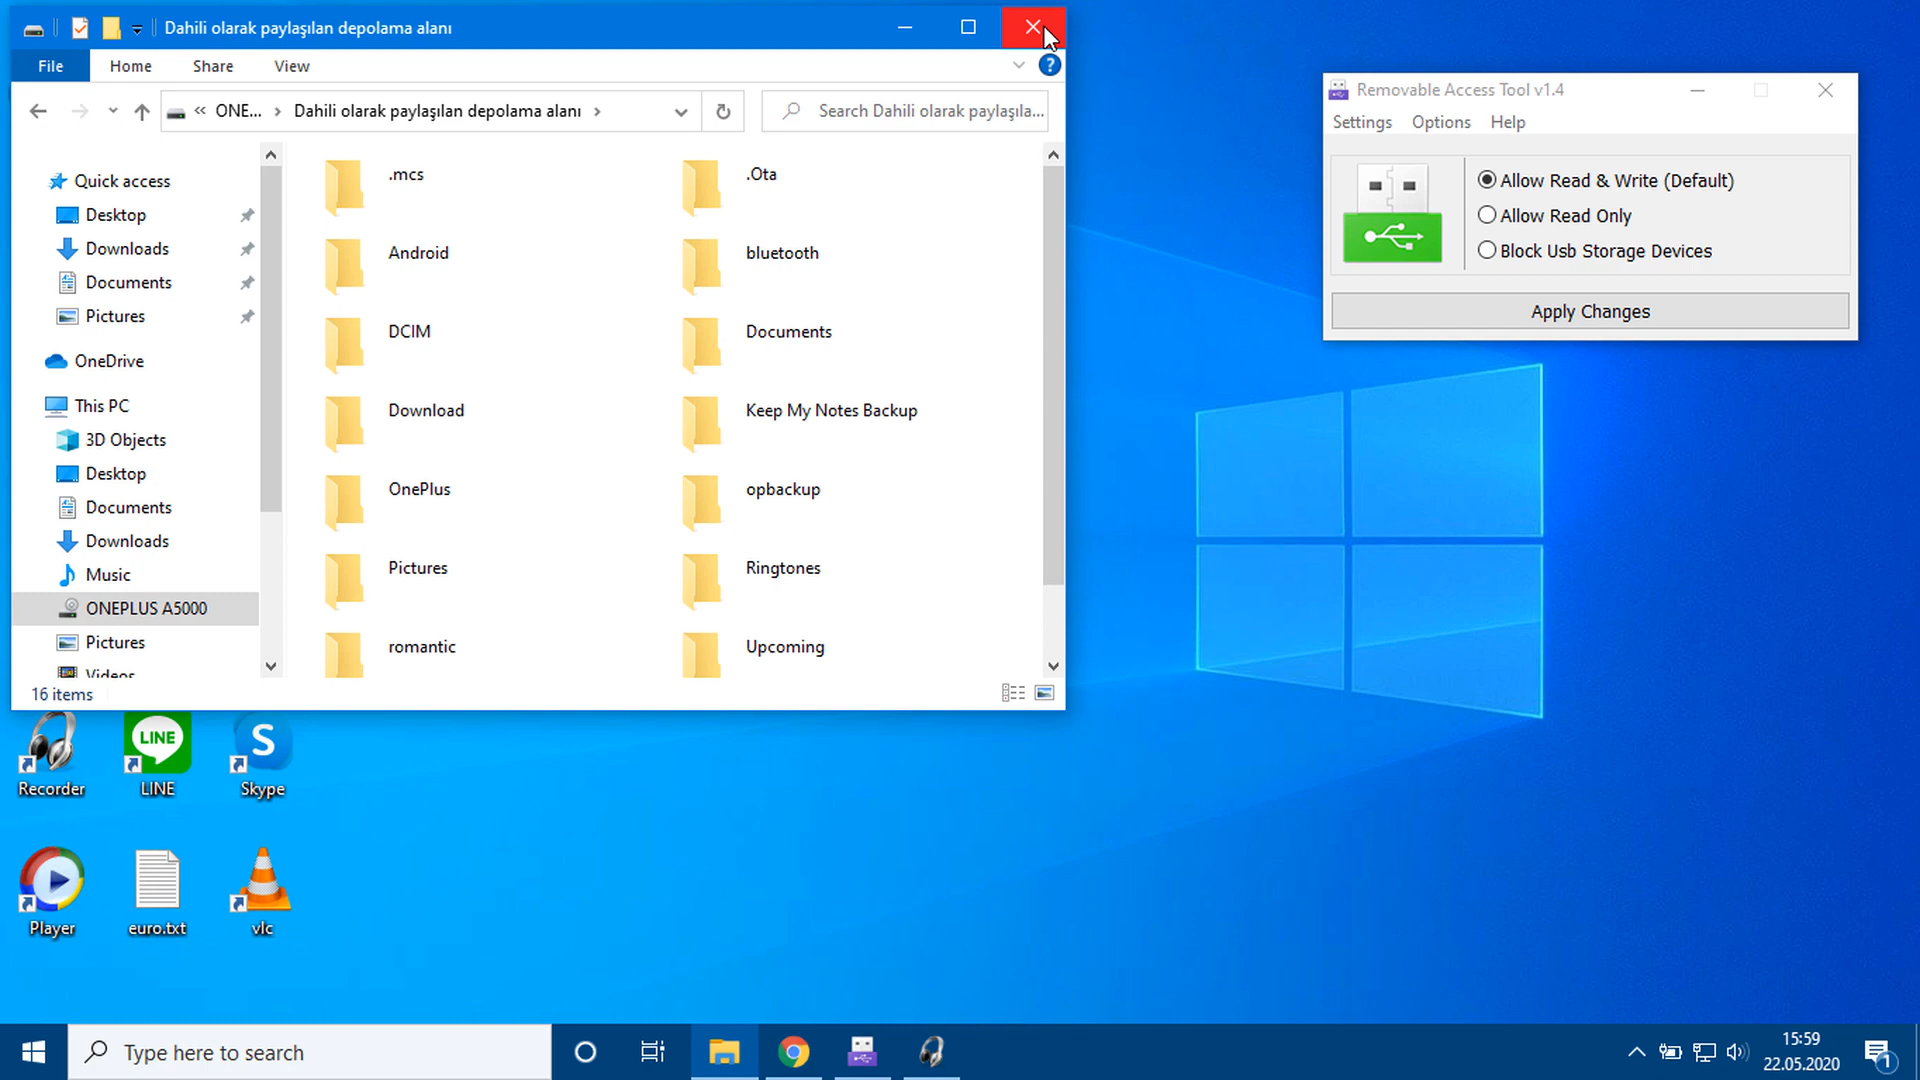 Dahili olarak paylaşılan depolama alanı
File Home Share View
« ONE... › Dahili olarak paylaşılan depolama alanı ›
Search Dahili olarak paylaşıla...
Quick access
Desktop
Downloads
Documents
Pictures
OneDrive
This PC
3D Objects
Desktop
Documents
Downloads
Music
ONEPLUS A5000
Pictures
Videos
.mcs
.Ota
Android
bluetooth
DCIM
Documents
Download
Keep My Notes Backup
OnePlus
opbackup
Pictures
Ringtones
romantic
Upcoming
16 items
Removable Access Tool v1.4
Settings Options Help
Allow Read & Write (Default)
Allow Read Only
Block Usb Storage Devices
Apply Changes
Recorder
LINE
LINE
Skype
Player
euro.txt
vlc
Type here to search
15:59
22.05.2020
1